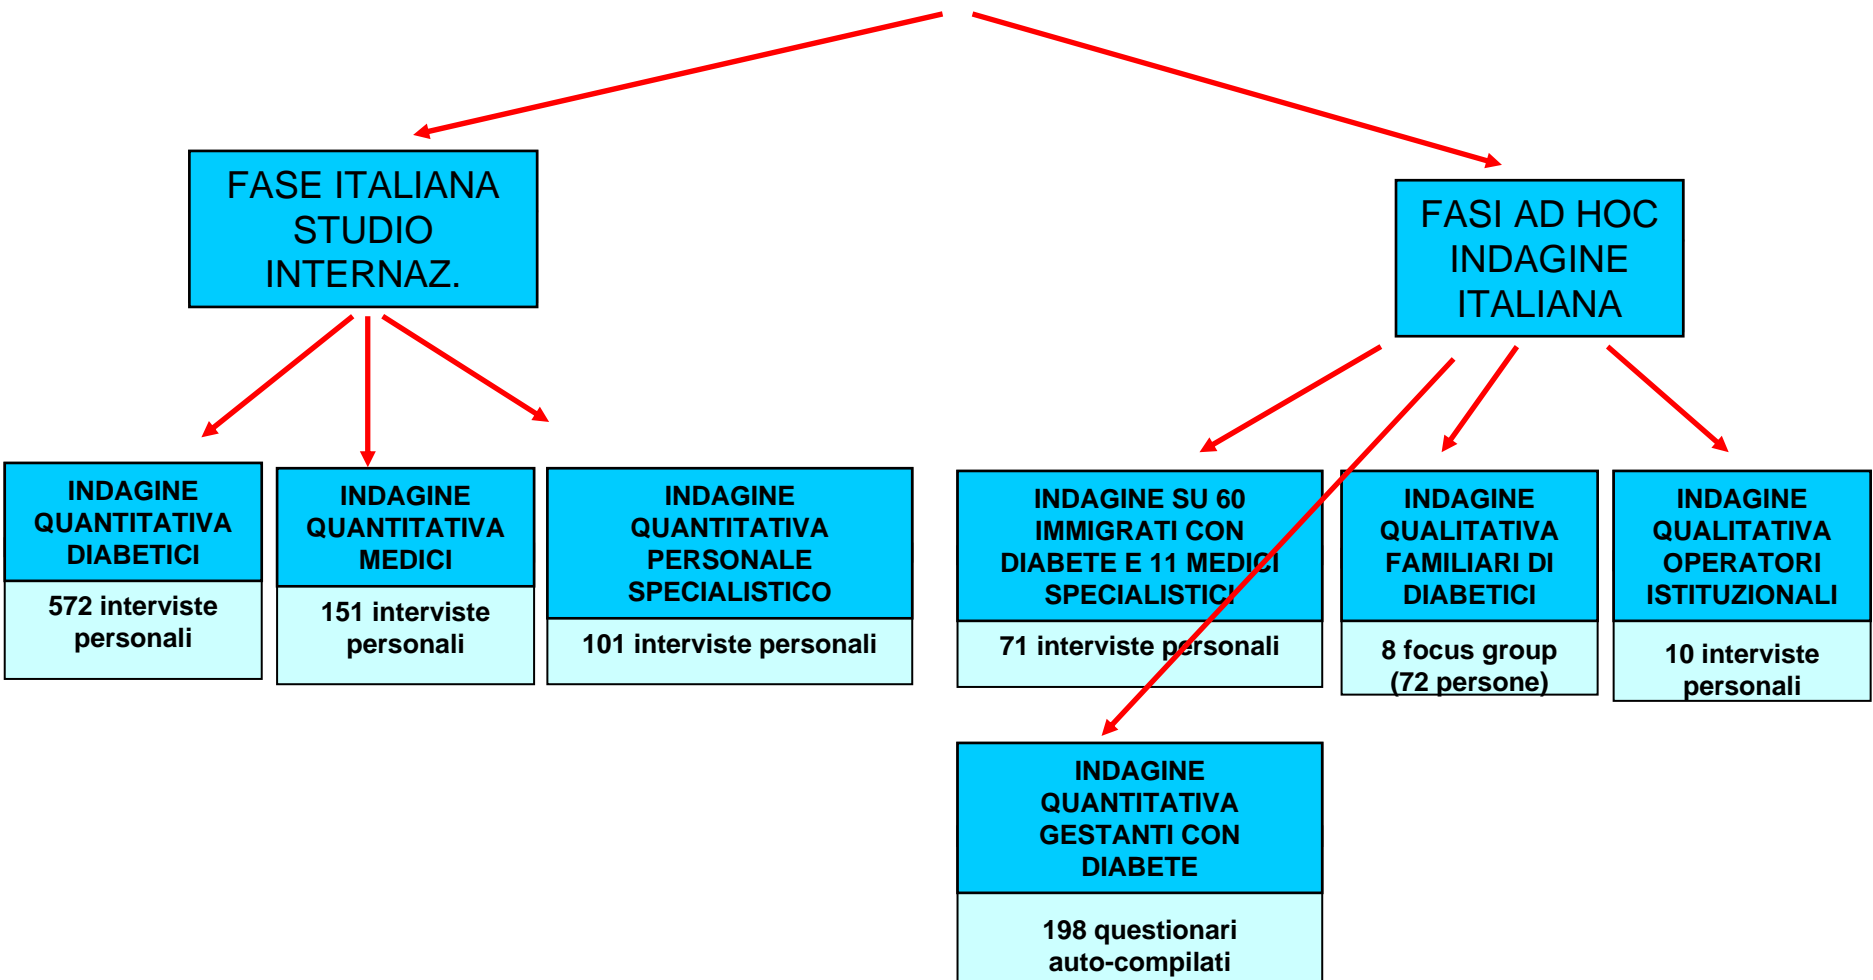 FASE ITALIANA
STUDIO
INTERNAZ.
FASI AD HOC
INDAGINE
ITALIANA
INDAGINE
QUANTITATIVA
DIABETICI
572 interviste
personali
INDAGINE
QUANTITATIVA
MEDICI
151 interviste
personali
INDAGINE
QUANTITATIVA
PERSONALE
SPECIALISTICO
101 interviste personali
INDAGINE SU 60
IMMIGRATI CON
DIABETE E 11 MEDICI
SPECIALISTICI
71 interviste personali
INDAGINE
QUALITATIVA
FAMILIARI DI
DIABETICI
8 focus group
(72 persone)
INDAGINE
QUALITATIVA
OPERATORI
ISTITUZIONALI
10 interviste
personali
INDAGINE
QUANTITATIVA
GESTANTI CON
DIABETE
198 questionari
auto-compilati